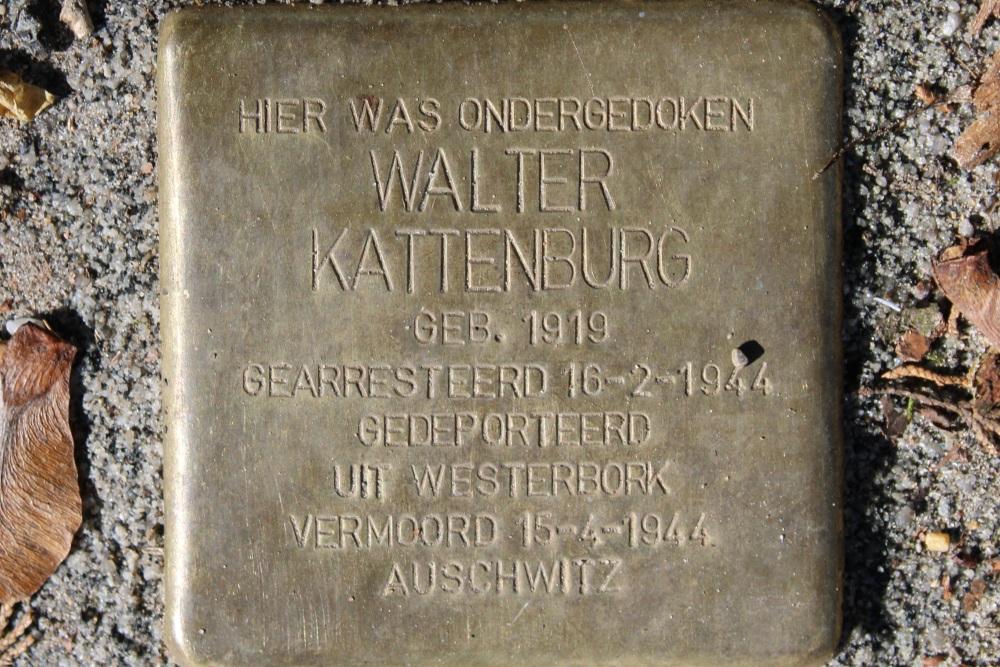 HIER WAS ONDERGEDOKEN
WALTER
KATTENBURG
GEB. 1919
GEARRESTEERD 16-2-1944
GEDEPORTEERD
UIT WESTERBORK
VERMOORD 15-4-1944
AUSCHWITZ